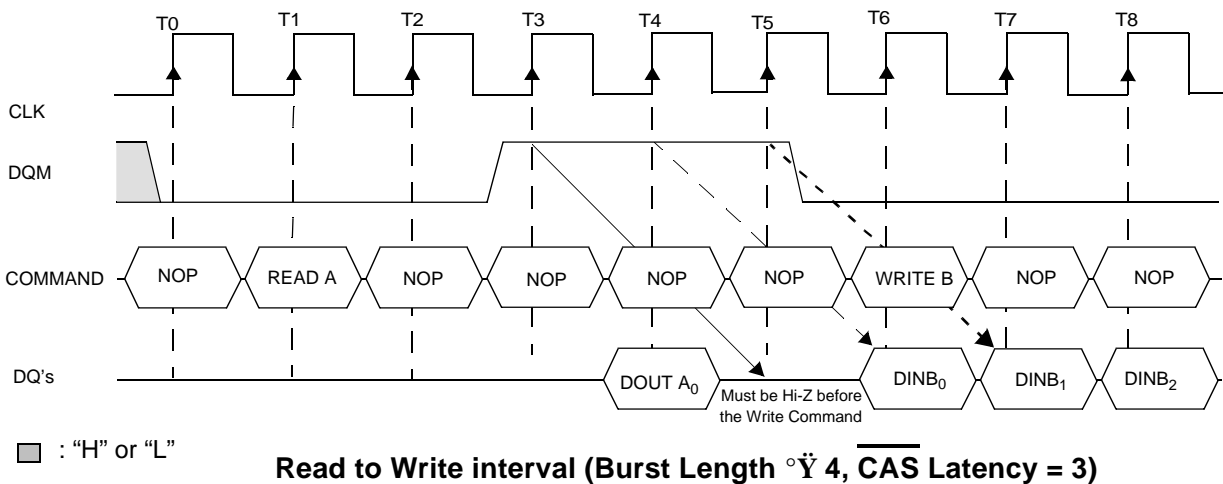 T0 T1 T2 T3 T4 T5 T6 T7 T8
CLK
DQM
COMMAND NOP READ A NOP NOP NOP NOP WRITE B NOP NOP
DQ's DOUT A0 DINB0 DINB1 DINB2
Must be Hi-Z before
the Write Command
: “H” or “L”
Read to Write interval (Burst Length °Ÿ 4, CAS Latency = 3)